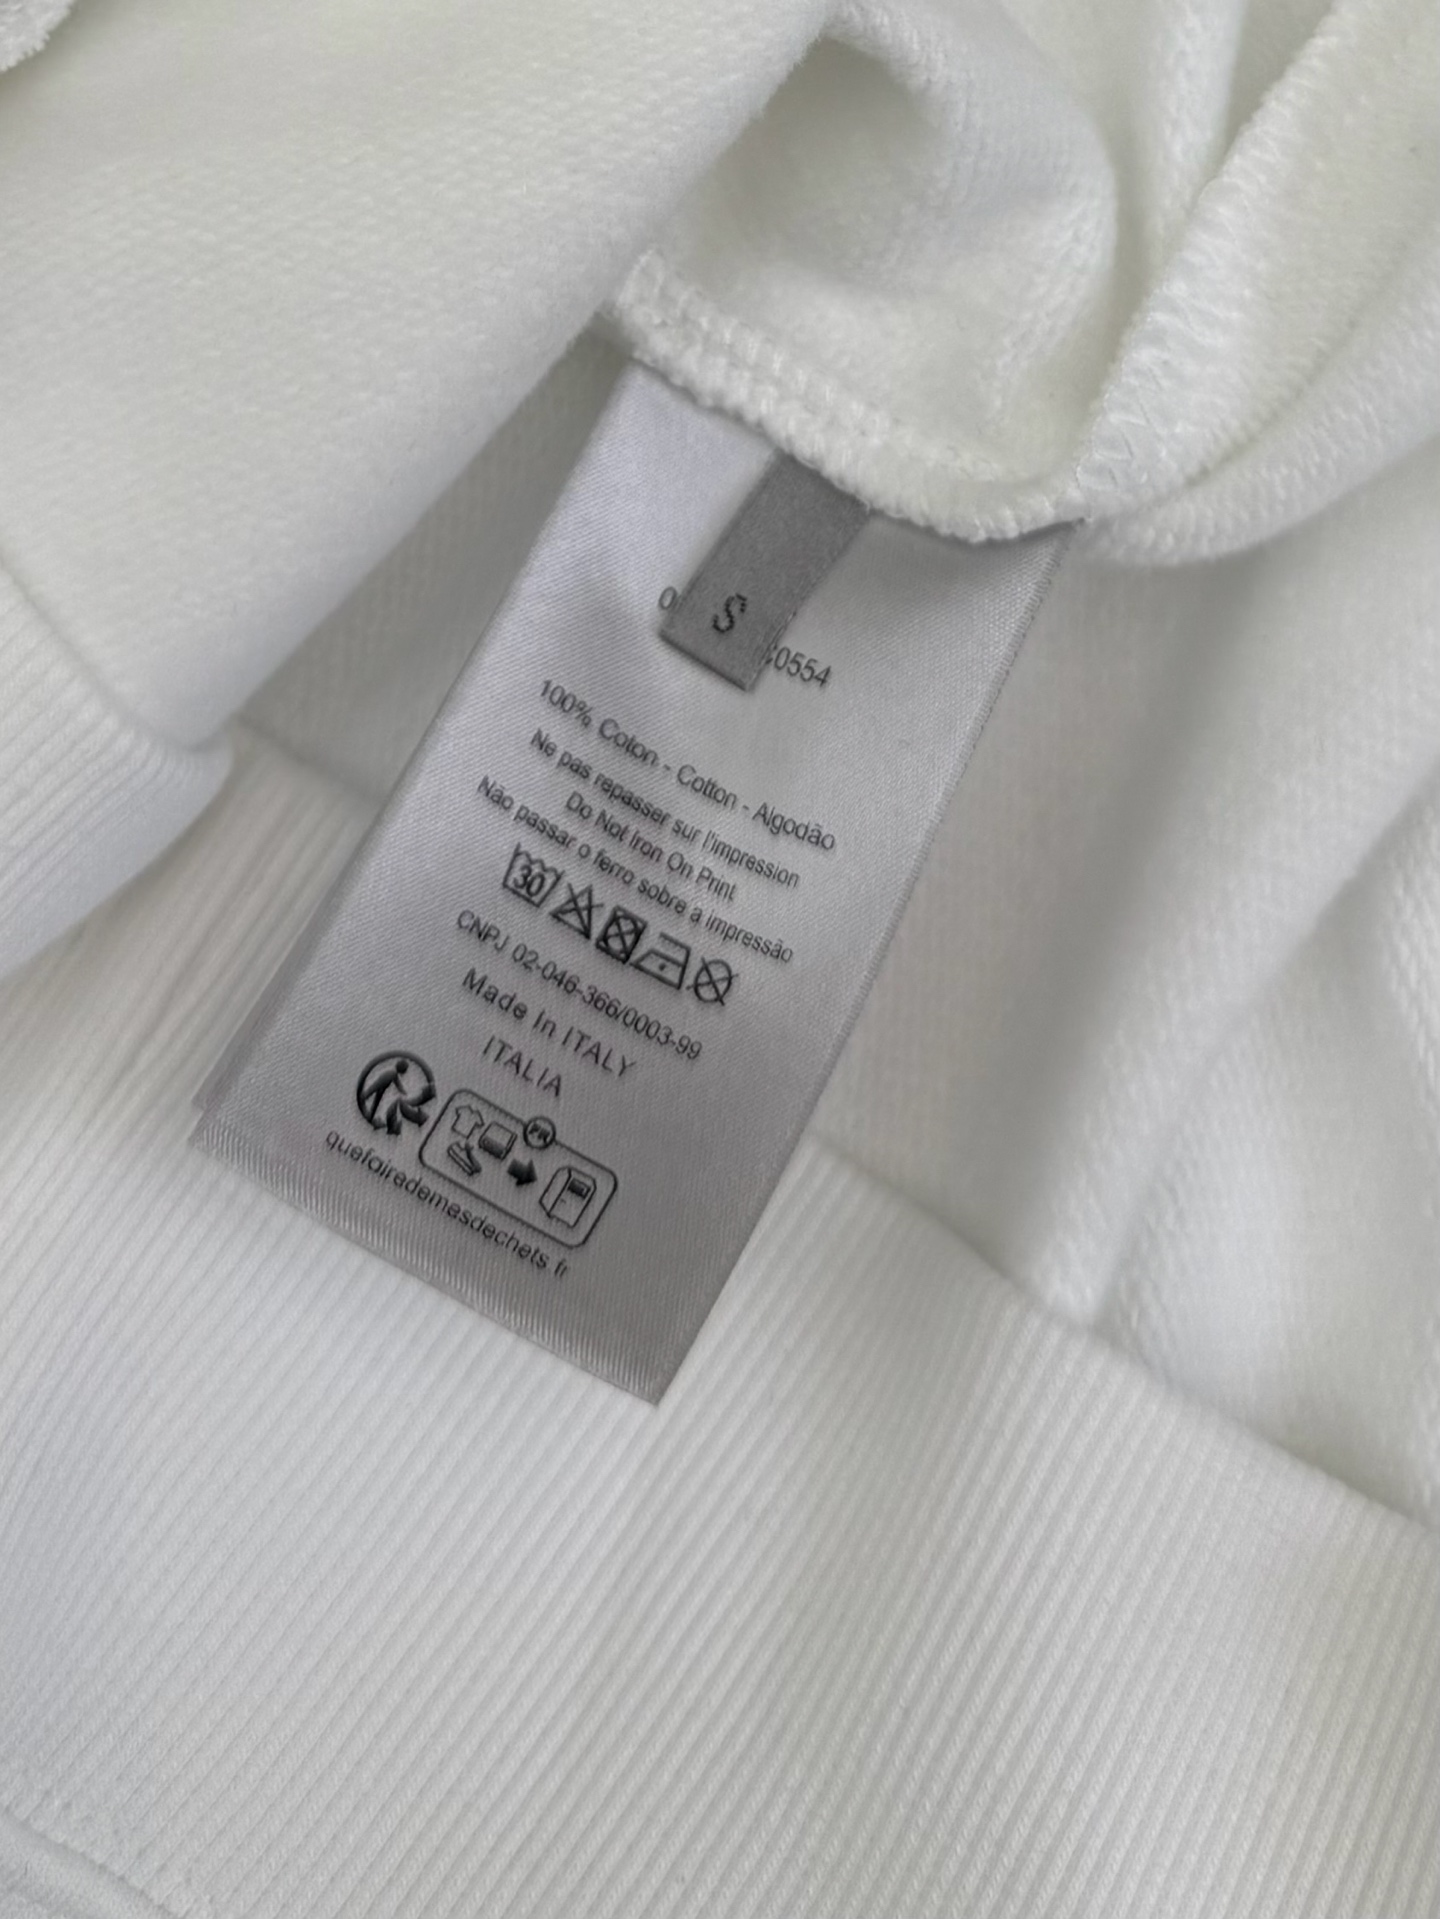 S
0554
100% Coton - Cotton - Algodão
Ne pas repasser sur l'impression
Do Not Iron On Print
Não passar o ferro sobre a impressão
30
CNPJ 02-046-366/0003-99
Made In ITALY
ITALIA
FR
quefairedemesdechets.fr